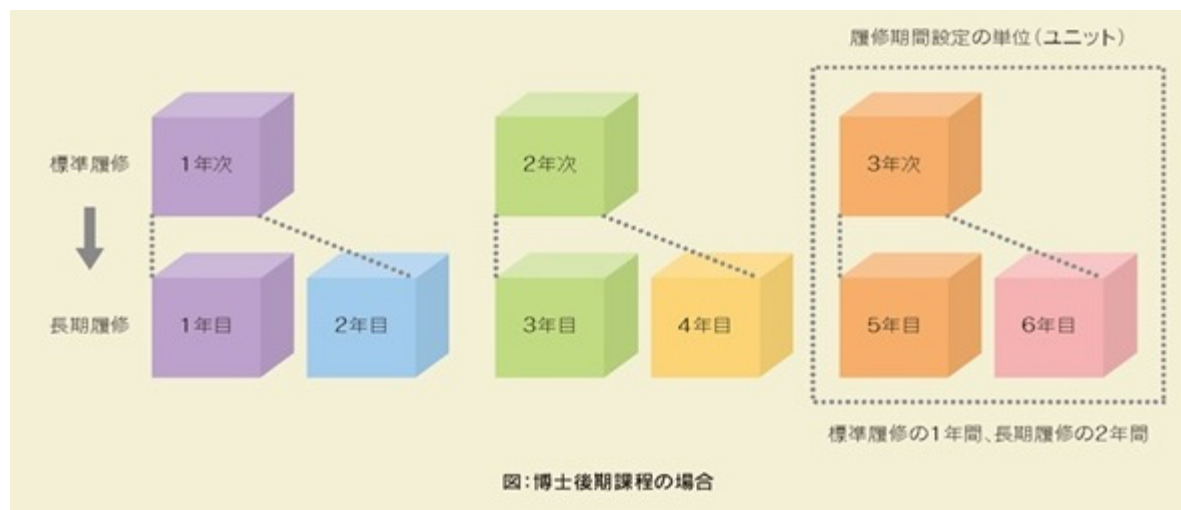 履修期間設定の単位(ユニット)
標準履修
1年次
2年次
3年次
長期履修
1年目
2年目
3年目
4年目
5年目
6年目
標準履修の1年間、長期履修の2年間
図:博士後期課程の場合